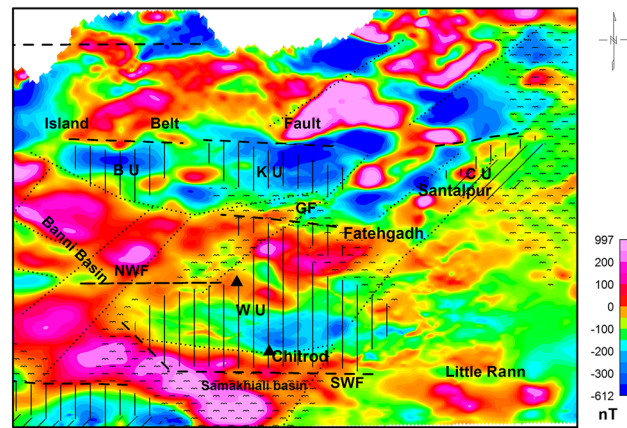 N
Island Belt Fault
B U
K U
C U
Santalpur
GF
Fatehgadh
Banni Basin
NWF
W U
Chitrod
Samakhiali basin
SWF
Little Rann
997
200
100
0
-100
-200
-300
-612
nT